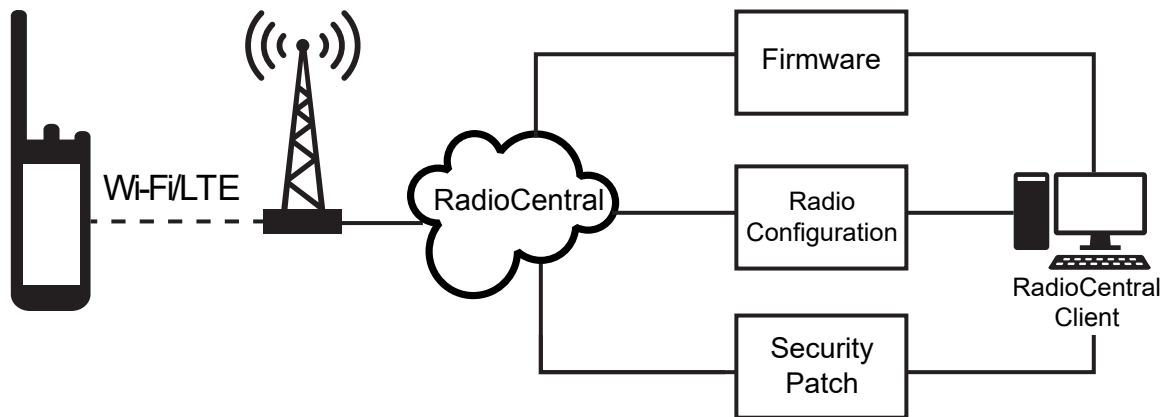 Wi-Fi/LTE
RadioCentral
Firmware
Radio
Configuration
Security
Patch
RadioCentral
Client